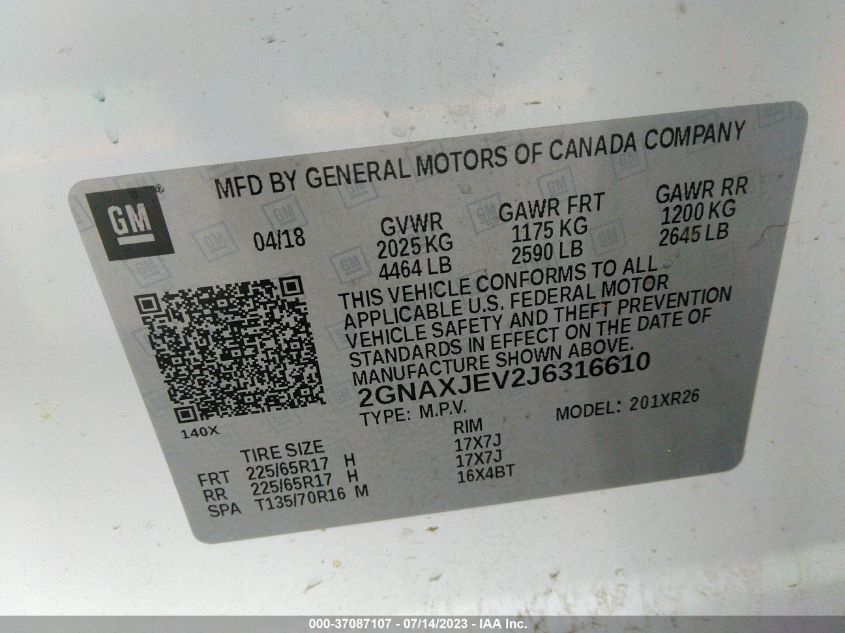 MFD BY GENERAL MOTORS OF CANADA COMPANY
GM ®
04/18
GVWR
2025 KG
4464 LB
GAWR FRT
1175 KG
2590 LB
GAWR RR
1200 KG
2645 LB
THIS VEHICLE CONFORMS TO ALL
APPLICABLE U.S. FEDERAL MOTOR
VEHICLE SAFETY AND THEFT PREVENTION
STANDARDS IN EFFECT ON THE DATE OF
MANUFACTURE SHOWN ABOVE.
2GNAXJEV2J6316610
TYPE: M.P.V.
MODEL: 201XR26
140X
TIRE SIZE
RIM
FRT 225/65R17 H 17X7J
RR 225/65R17 H 17X7J
SPA T135/70R16 M 16X4BT
000-37087107 - 07/14/2023 - IAA Inc.